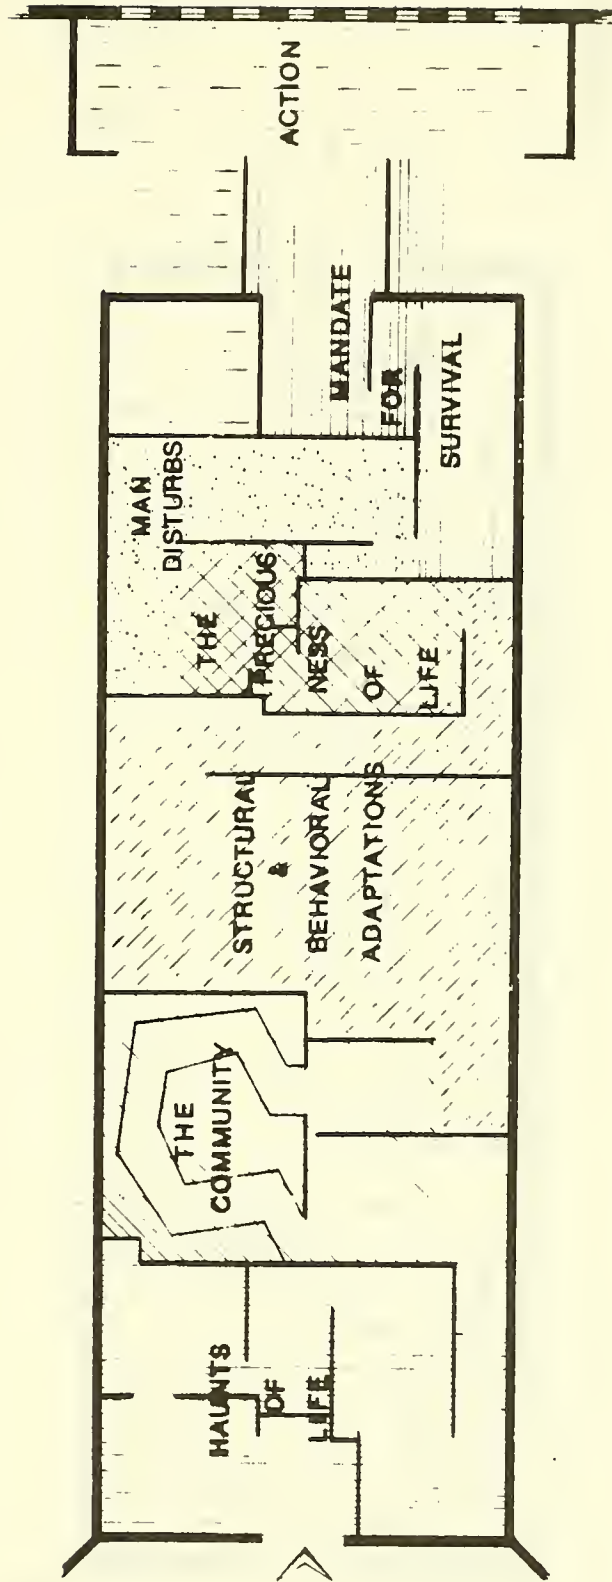 HAUNTS
OF
LIFE
THE
COMMUNITY
STRUCTURAL
&
BEHAVIORAL
ADAPTATIONS
THE
PRECIOUS
NESS
OF
LIFE
MAN
DISTURBS
MANDATE
FOR
SURVIVAL
ACTION